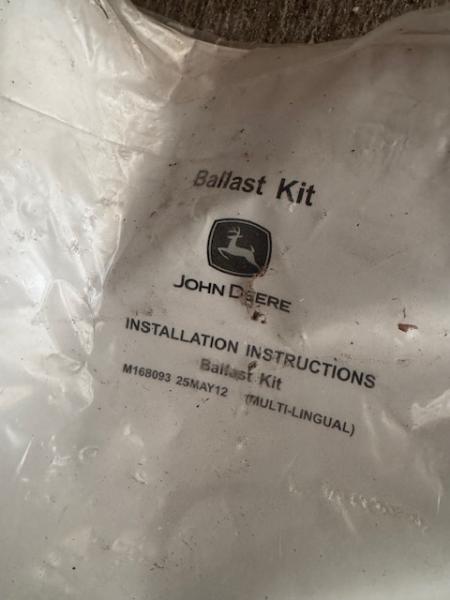 Ballast Kit
JOHN DEERE
INSTALLATION INSTRUCTIONS
Ballast Kit
M168093 25MAY12 (MULTI-LINGUAL)